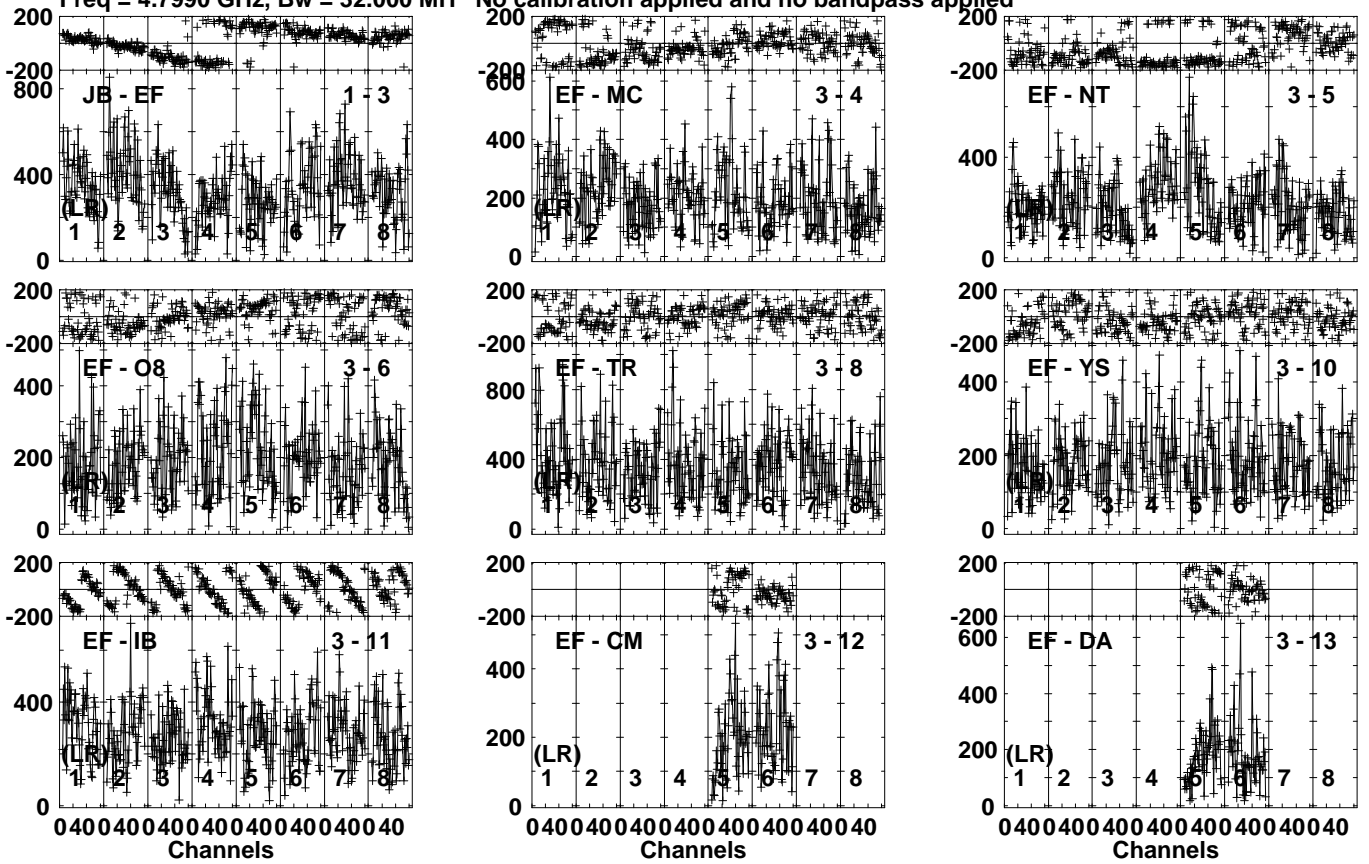 Freq = 4.7990 GHz, Bw = 32.000 MH No calibration applied and no bandpass applied
200
-200
800
400
0
JB - EF 1 - 3
(LR)
1 2 3 4 5 6 7 8
200
-200
600
400
200
0
EF - MC 3 - 4
(LR)
1 2 3 4 5 6 7 8
200
-200
400
0
EF - NT 3 - 5
(LR)
1 2 3 4 5 6 7 8
200
-200
400
200
0
EF - O8 3 - 6
(LR)
1 2 3 4 5 6 7 8
200
-200
800
400
0
EF - TR 3 - 8
(LR)
1 2 3 4 5 6 7 8
200
-200
400
200
0
EF - YS 3 - 10
(LR)
1 2 3 4 5 6 7 8
200
-200
400
0
EF - IB 3 - 11
(LR)
1 2 3 4 5 6 7 8
0 40 0 40 0 40 0 40 0 40 0 40 0 40 0 40
Channels
200
-200
400
200
0
EF - CM 3 - 12
(LR)
1 2 3 4 5 6 7 8
0 40 0 40 0 40 0 40 0 40 0 40 0 40 0 40
Channels
200
-200
600
400
200
0
EF - DA 3 - 13
(LR)
1 2 3 4 5 6 7 8
0 40 0 40 0 40 0 40 0 40 0 40 0 40 0 40
Channels